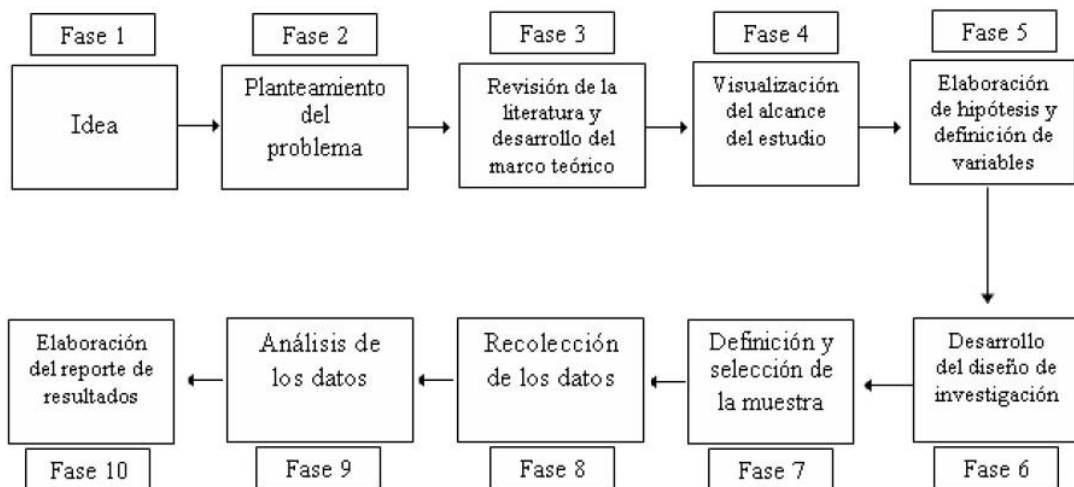 Fase 1
Idea
Fase 2
Planteamiento
del
problema
Fase 3
Revisión de la
literatura y
desarrollo del
marco teórico
Fase 4
Visualización
del alcance
del estudio
Fase 5
Elaboración
de hipótesis y
definición de
variables
Desarrollo
del diseño de
investigación
Fase 6
Definición y
selección de
la muestra
Fase 7
Recolección
de los datos
Fase 8
Análisis de
los datos
Fase 9
Elaboración
del reporte de
resultados
Fase 10